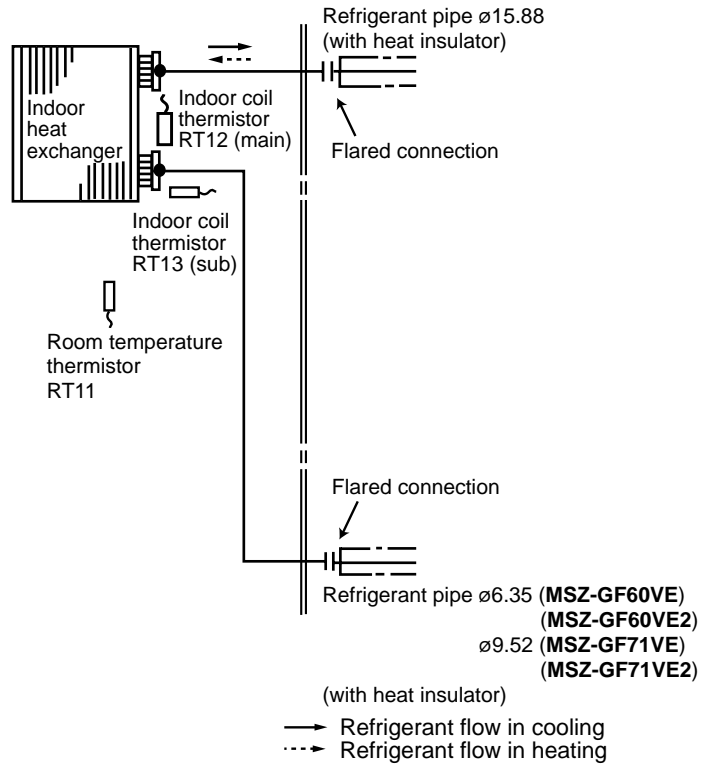 Refrigerant pipe ø15.88
(with heat insulator)
Indoor
heat
exchanger
Indoor coil
thermistor
RT12 (main)
Flared connection
Indoor coil
thermistor
RT13 (sub)
Room temperature
thermistor
RT11
Flared connection
Refrigerant pipe ø6.35 (MSZ-GF60VE)
(MSZ-GF60VE2)
ø9.52 (MSZ-GF71VE)
(MSZ-GF71VE2)
(with heat insulator)
Refrigerant flow in cooling
Refrigerant flow in heating